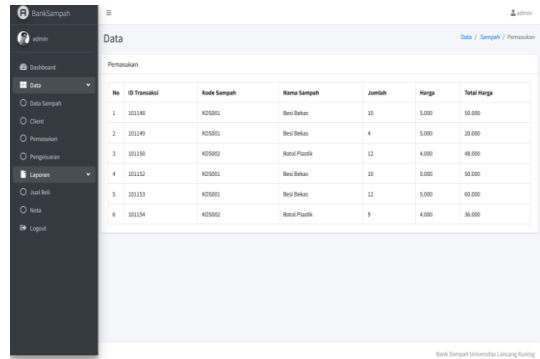 BankSampah
admin
admin
Dashboard
Data
Data Sampah
Client
Pemasukan
Pengeluaran
Laporan
Jual Beli
Nota
Logout
Data
Data / Sampah / Pemasukan
Pemasukan
No ID Transaksi Kode Sampah Nama Sampah Jumlah Harga Total Harga
1 101148 KDS001 Besi Bekas 10 5.000 50.000
2 101149 KDS001 Besi Bekas 4 5.000 20.000
3 101150 KDS002 Botol Plastik 12 4.000 48.000
4 101152 KDS001 Besi Bekas 10 5.000 50.000
5 101153 KDS001 Besi Bekas 12 5.000 60.000
6 101154 KDS002 Botol Plastik 9 4.000 36.000
Bank Sampah Universitas Lancang Kuning